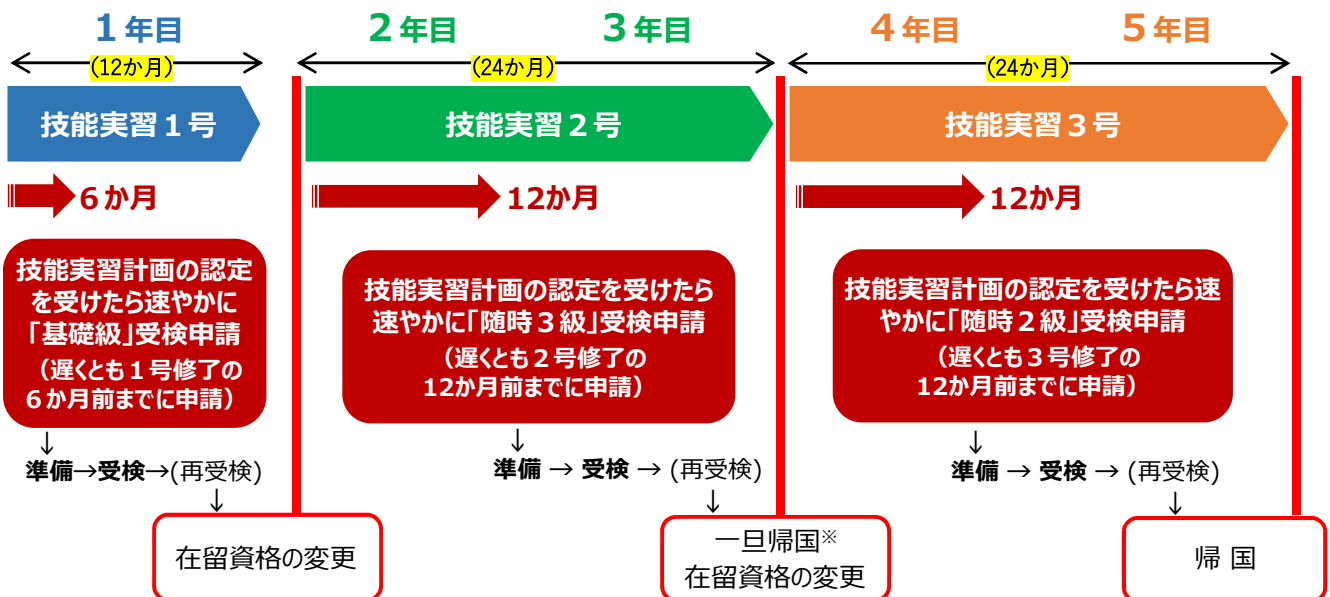 1年目
2年目
3年目
4年目
5年目
(12か月)
(24か月)
(24か月)
技能実習1号
技能実習2号
技能実習3号
6か月
12か月
12か月
技能実習計画の認定
を受けたら速やかに
「基礎級」受検申請
（遅くとも1号修了の
6か月前までに申請）
技能実習計画の認定を受けたら
速やかに「随時3級」受検申請
（遅くとも2号修了の
12か月前までに申請）
技能実習計画の認定を受けたら速
やかに「随時2級」受検申請
（遅くとも3号修了の
12か月前までに申請）
↓
準備→受検→(再受検)
↓
↓
準備 → 受検 → (再受検)
↓
↓
準備 → 受検 → (再受検)
↓
在留資格の変更
一旦帰国※
在留資格の変更
帰 国